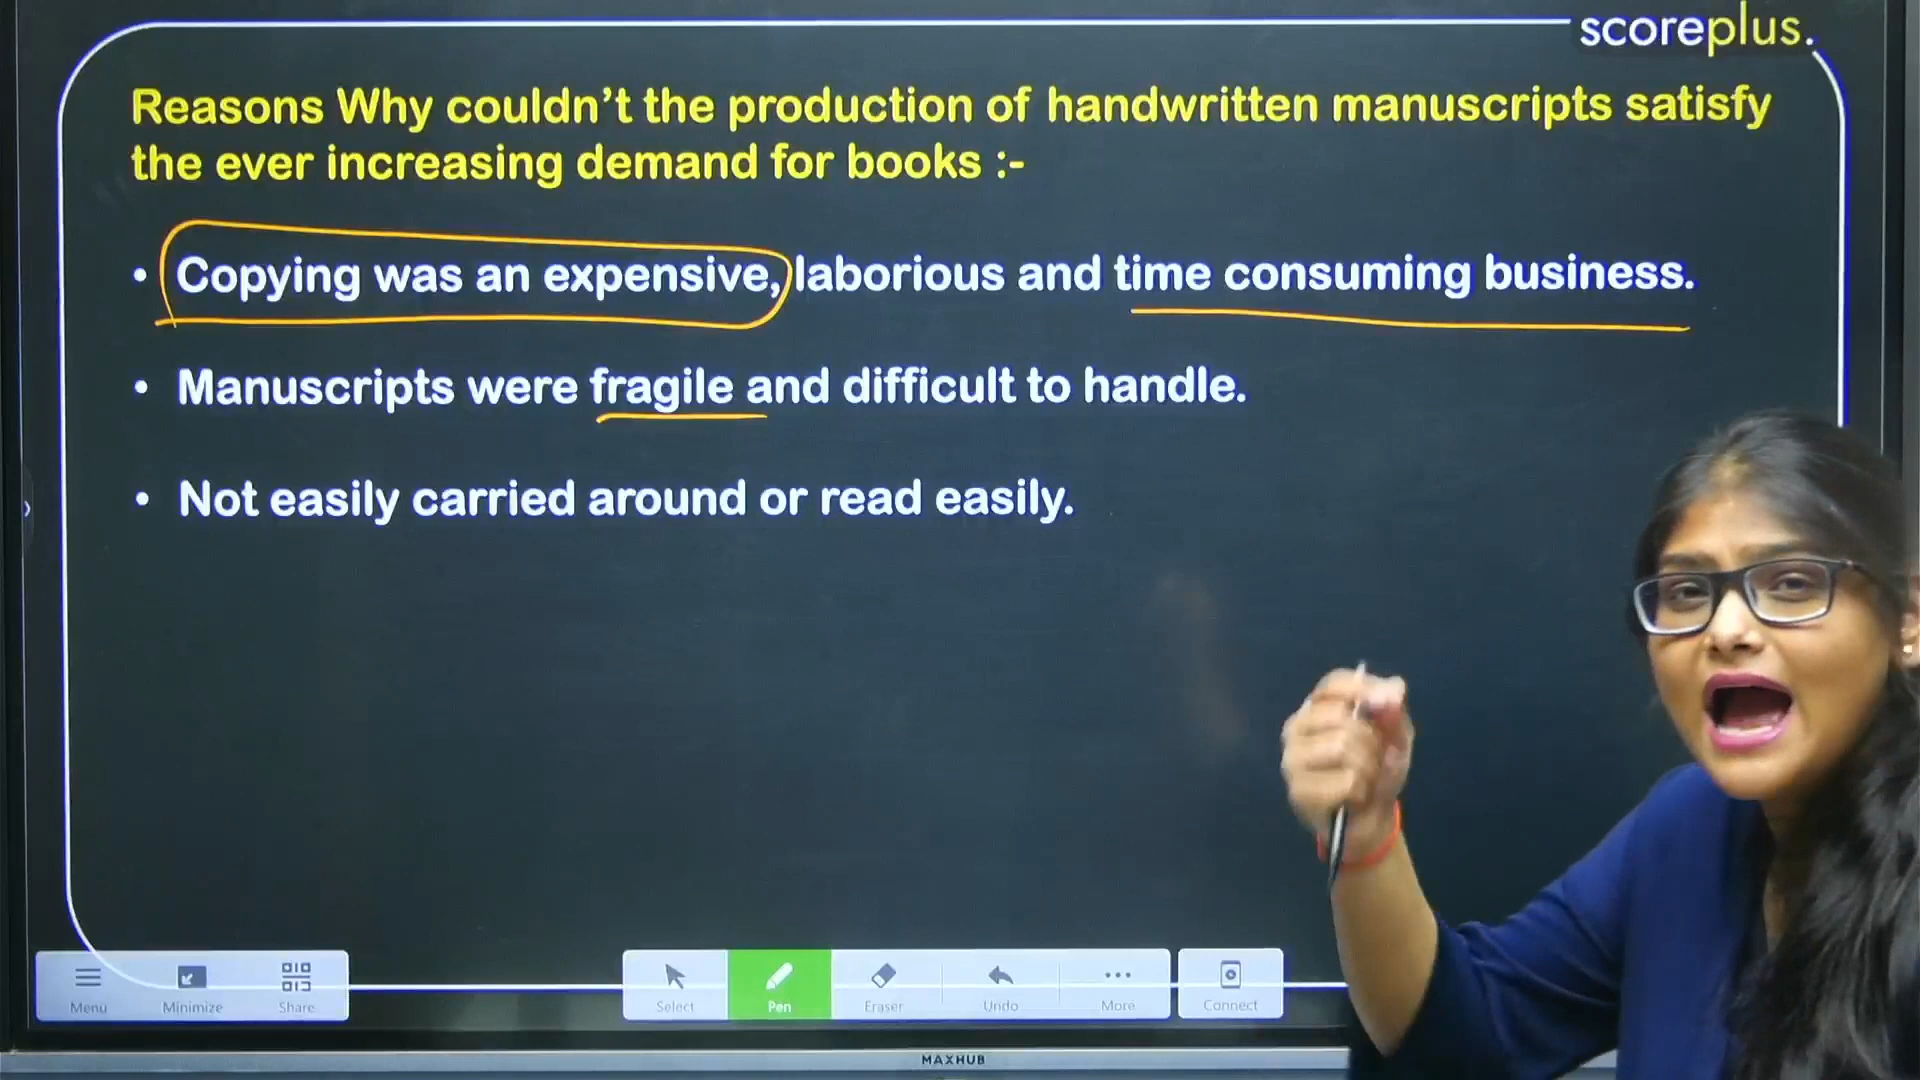 scoreplus.
Reasons Why couldn't the production of handwritten manuscripts satisfy
the ever increasing demand for books :-
• Copying was an expensive, laborious and time consuming business.
• Manuscripts were fragile and difficult to handle.
• Not easily carried around or read easily.
Menu Minimize Share Select Pen Eraser Undo More Connect
MAXHUB